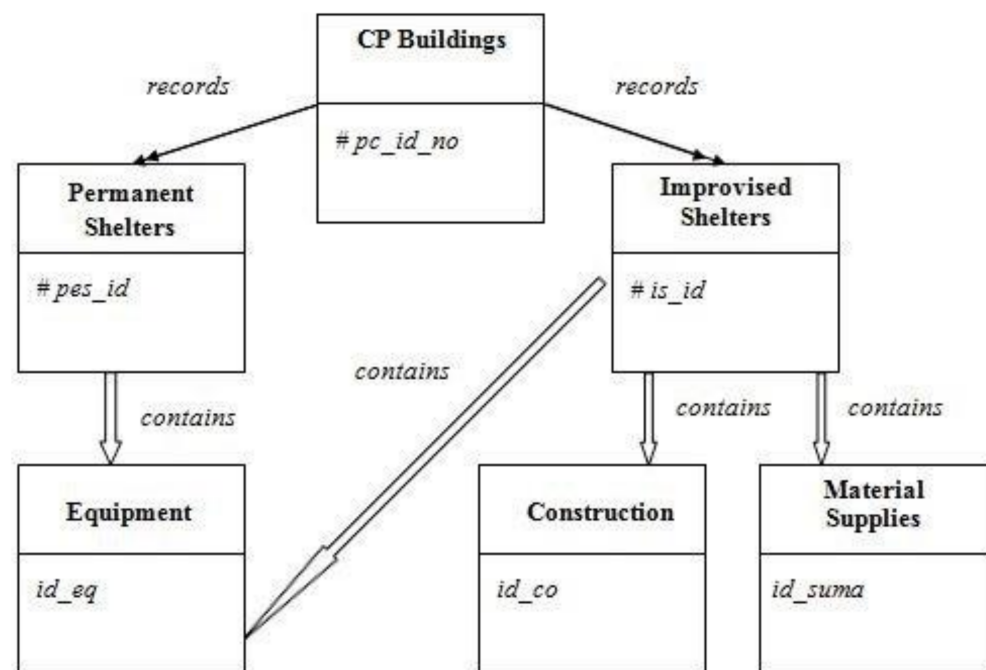 CP Buildings
records
records
# pc_id_no
Permanent
Shelters
Improvised
Shelters
# pes_id
# is_id
contains
contains
contains
contains
Equipment
Construction
Material
Supplies
id_eq
id_co
id_suma